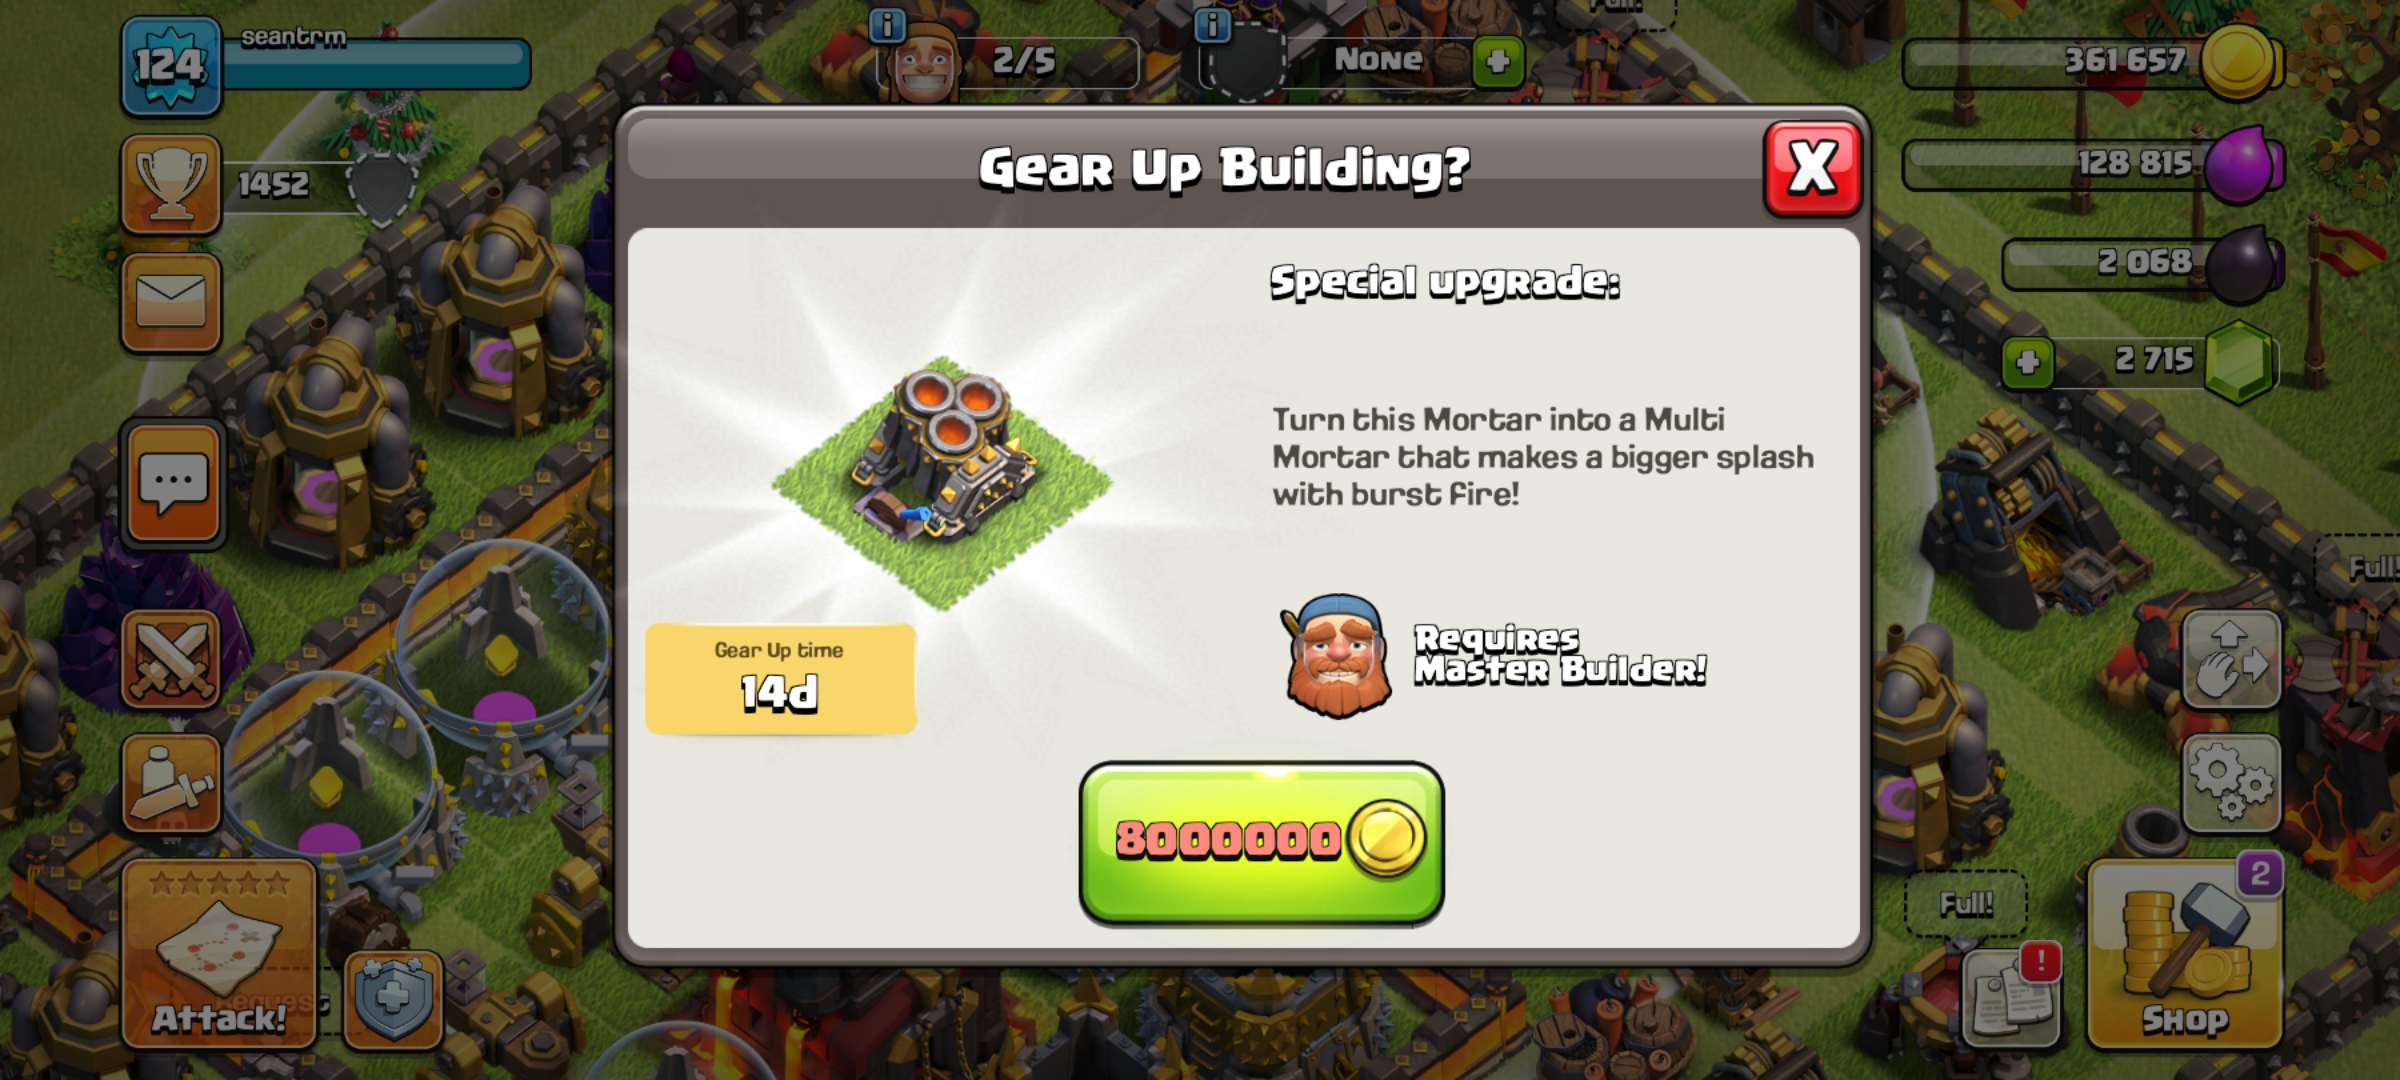 seantrm
124
2/5
None
Full!
361 657
1452
128 815
2 068
2 715
Gear Up Building?
X
Special upgrade:
Turn this Mortar into a Multi
Mortar that makes a bigger splash
with burst fire!
Gear Up time
14d
Requires
Master Builder!
8000000
Full!
Full!
2
!
Request
Attack!
Shop